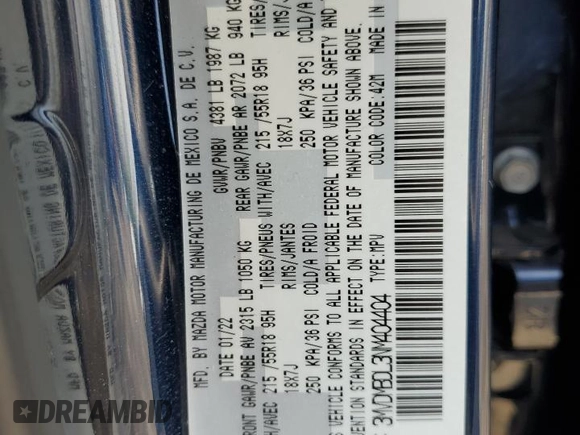 MFD. BY MAZDA MOTOR MANUFACTURING DE MEXICO S.A. DE C.V.
DATE 01/22 GVWR/PNBV 4381 LB 1987 KG
FRONT GAWR/PNBE AV 2315 LB 1050 KG REAR GAWR/PNBE AR 2072 LB 940 KG
WITH/AVEC 215 /55R18 95H TIRES/PNEUS WITH/AVEC 215 /55R18 95H TIRES/
18X7J RIMS/JANTES 18X7J RIMS/
250 KPA/36 PSI COLD/A FROID 250 KPA/36 PSI COLD/A
VEHICLE CONFORMS TO ALL APPLICABLE FEDERAL MOTOR VEHICLE SAFETY AND
STANDARDS IN EFFECT ON THE DATE OF MANUFACTURE SHOWN ABOVE.
TYPE: MPV COLOR CODE: 42M MADE IN
DREAMBID